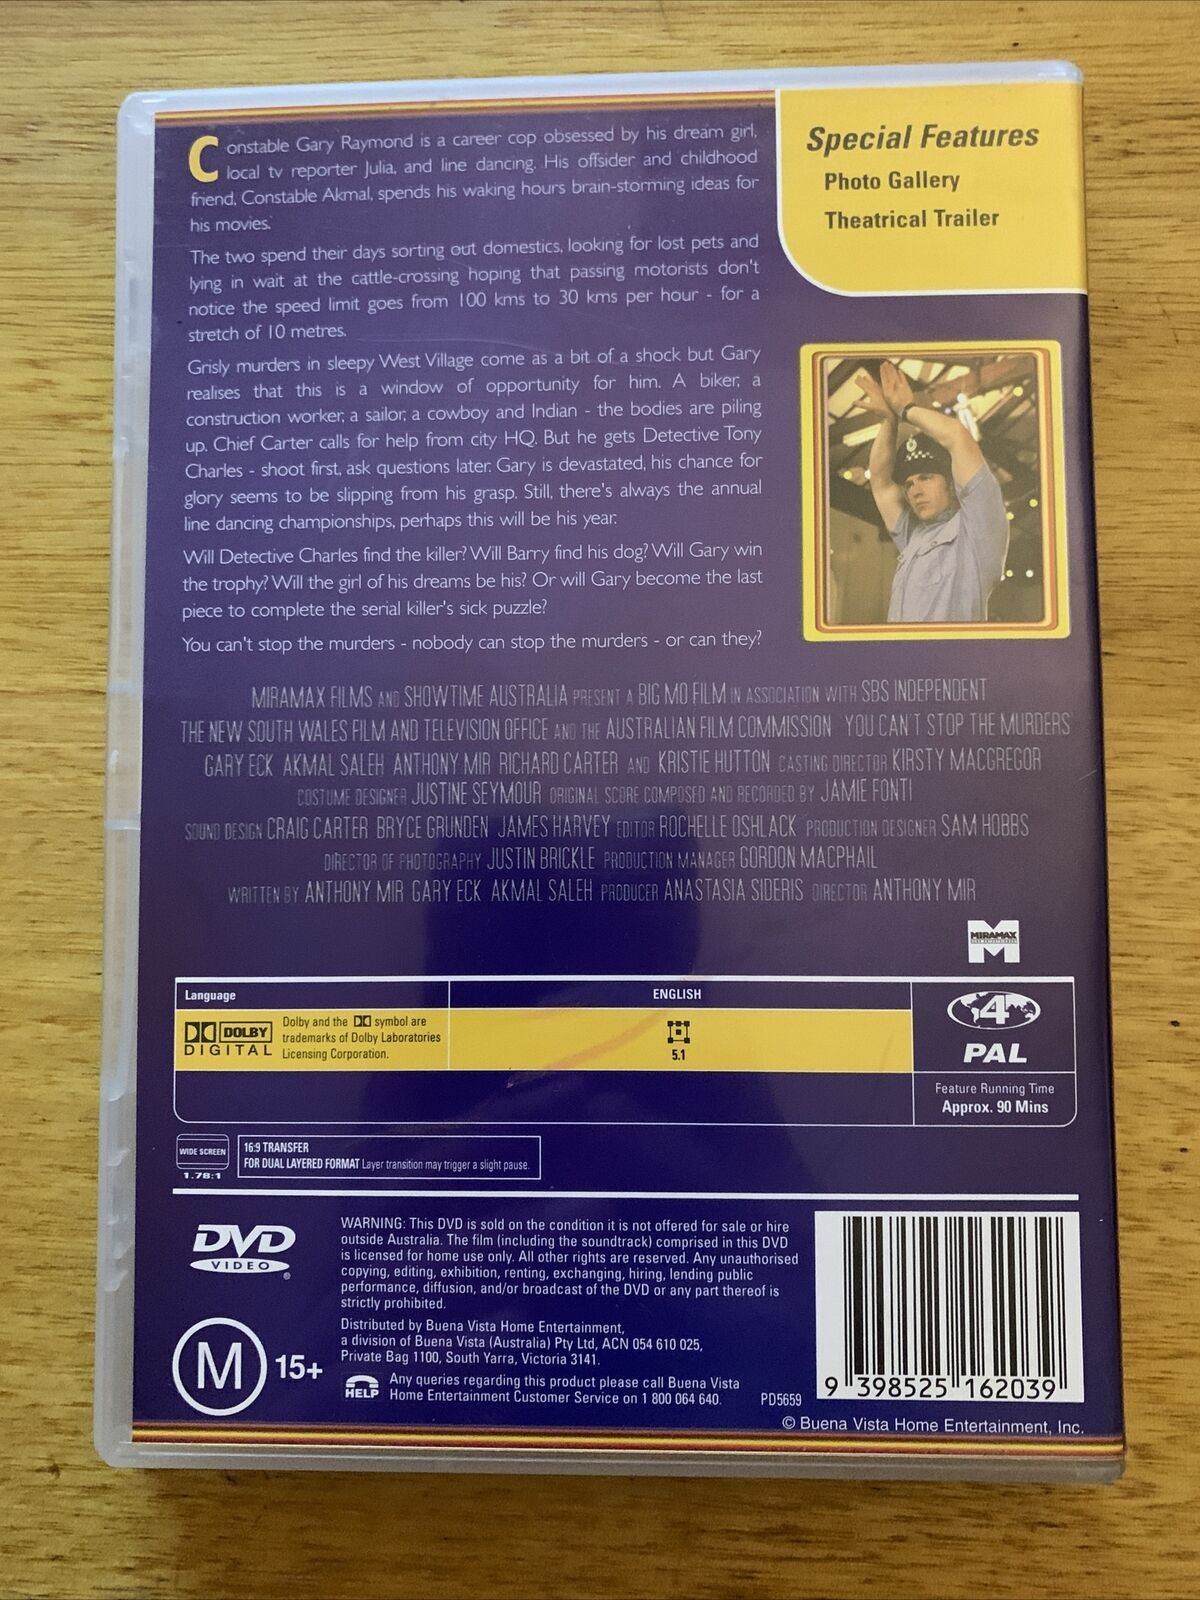 Constable Gary Raymond is a career cop obsessed by his dream girl,
local tv reporter Julia, and line dancing. His offsider and childhood
friend, Constable Akmal, spends his waking hours brain-storming ideas for
his movies.
The two spend their days sorting out domestics, looking for lost pets and
lying in wait at the cattle-crossing hoping that passing motorists don't
notice the speed limit goes from 100 kms to 30 kms per hour - for a
stretch of 10 metres.
Grisly murders in sleepy West Village come as a bit of a shock but Gary
realises that this is a window of opportunity for him. A biker, a
construction worker, a sailor, a cowboy and Indian - the bodies are piling
up. Chief Carter calls for help from city HQ. But he gets Detective Tony
Charles - shoot first, ask questions later. Gary is devastated, his chance for
glory seems to be slipping from his grasp. Still, there's always the annual
line dancing championships, perhaps this will be his year.
Will Detective Charles find the killer? Will Barry find his dog? Will Gary win
the trophy? Will the girl of his dreams be his? Or will Gary become the last
piece to complete the serial killer's sick puzzle?
You can't stop the murders - nobody can stop the murders - or can they?
Special Features
Photo Gallery
Theatrical Trailer
MIRAMAX FILMS AND SHOWTIME AUSTRALIA PRESENT A BIG MO FILM IN ASSOCIATION WITH SBS INDEPENDENT
THE NEW SOUTH WALES FILM AND TELEVISION OFFICE AND THE AUSTRALIAN FILM COMMISSION 'YOU CAN'T STOP THE MURDERS'
GARY ECK AKMAL SALEH ANTHONY MIR RICHARD CARTER AND KRISTIE HUTTON CASTING DIRECTOR KIRSTY MACGREGOR
COSTUME DESIGNER JUSTINE SEYMOUR ORIGINAL SCORE COMPOSED AND RECORDED BY JAMIE FONTI
SOUND DESIGN CRAIG CARTER BRYCE GRUNDEN JAMES HARVEY EDITOR ROCHELLE OSHLACK PRODUCTION DESIGNER SAM HOBBS
DIRECTOR OF PHOTOGRAPHY JUSTIN BRICKLE PRODUCTION MANAGER GORDON MACPHAIL
WRITTEN BY ANTHONY MIR GARY ECK AKMAL SALEH PRODUCER ANASTASIA SIDERIS DIRECTOR ANTHONY MIR
MIRAMAX
Language
ENGLISH
DOLBY
DIGITAL
Dolby and the symbol are
trademarks of Dolby Laboratories
Licensing Corporation.
5.1
4
PAL
Feature Running Time
Approx. 90 Mins
WIDE SCREEN
1.78:1
16:9 TRANSFER
FOR DUAL LAYERED FORMAT Layer transition may trigger a slight pause.
DVD
VIDEO
M 15+
WARNING: This DVD is sold on the condition it is not offered for sale or hire
outside Australia. The film (including the soundtrack) comprised in this DVD
is licensed for home use only. All other rights are reserved. Any unauthorised
copying, editing, exhibition, renting, exchanging, hiring, lending public
performance, diffusion, and/or broadcast of the DVD or any part thereof is
strictly prohibited.
Distributed by Buena Vista Home Entertainment,
a division of Buena Vista (Australia) Pty Ltd, ACN 054 610 025,
Private Bag 1100, South Yarra, Victoria 3141.
HELP
Any queries regarding this product please call Buena Vista
Home Entertainment Customer Service on 1 800 064 640.
PD5659
9 398525 162039
© Buena Vista Home Entertainment, Inc.